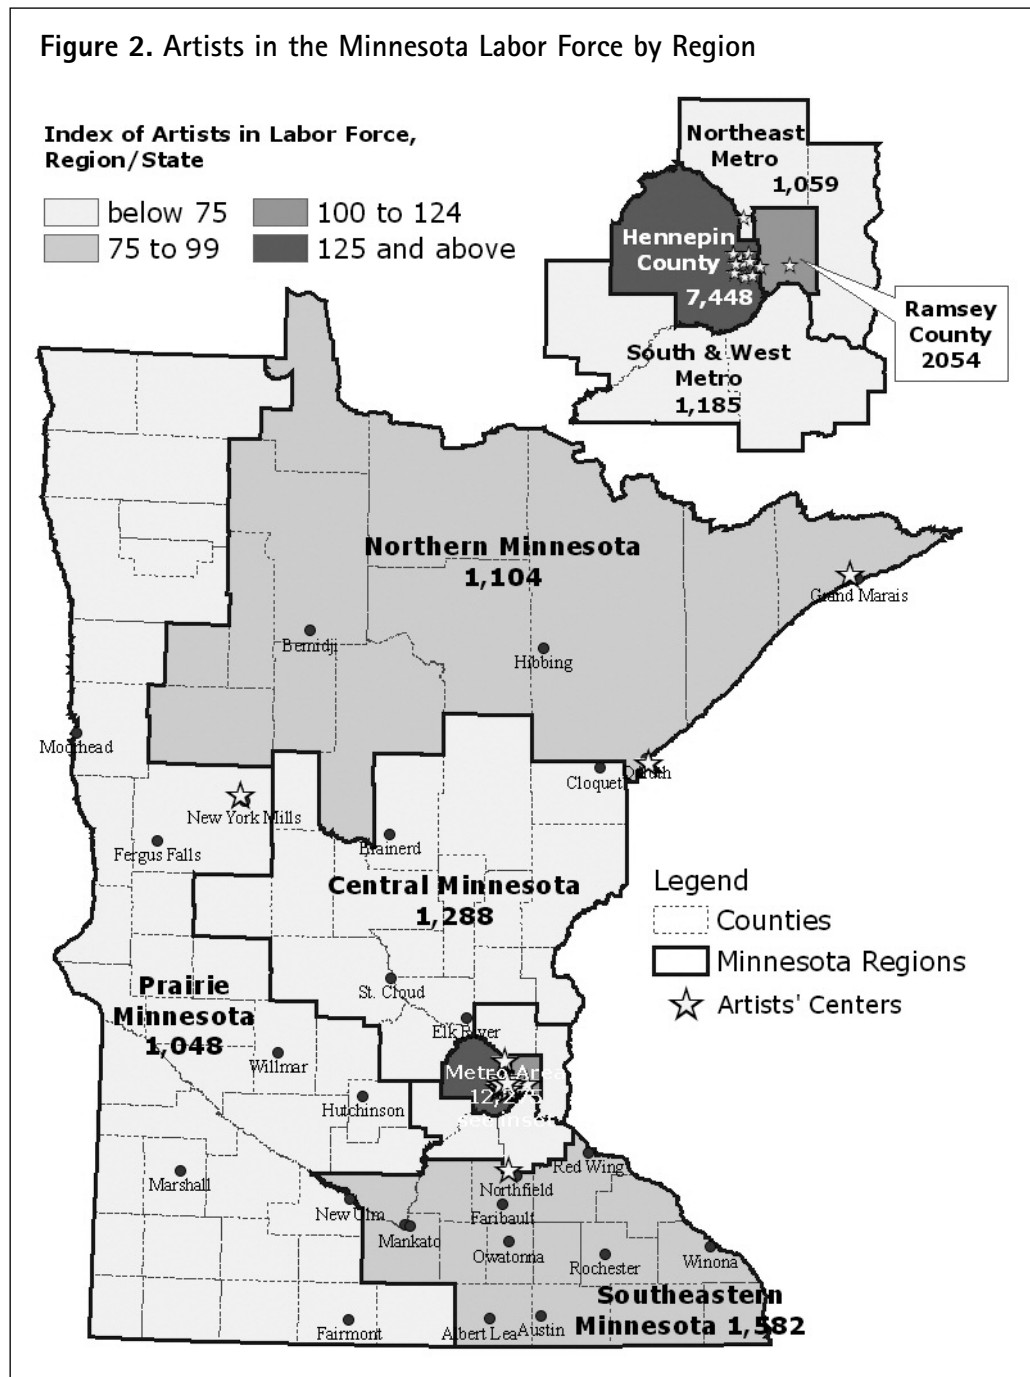 Figure 2. Artists in the Minnesota Labor Force by Region
Index of Artists in Labor Force,
Region/State
below 75
100 to 124
75 to 99
125 and above
Northeast
Metro
1,059
Hennepin
County
7,448
Ramsey
County
2054
South & West
Metro
1,185
Northern Minnesota
1,104
Grand Marais
Bemidji
Hibbing
Moorhead
Cloquet
Duluth
New York Mills
Brainerd
Fergus Falls
Central Minnesota
1,288
Legend
Counties
Minnesota Regions
Artists' Centers
Prairie
Minnesota
1,048
St. Cloud
Elk River
Willmar
Metro Area
12,275
see inset
Hutchinson
Marshall
Red Wing
Northfield
New Ulm
Faribault
Mankato
Owatonna
Rochester
Winona
Southeastern
Minnesota 1,582
Fairmont
Albert Lea
Austin